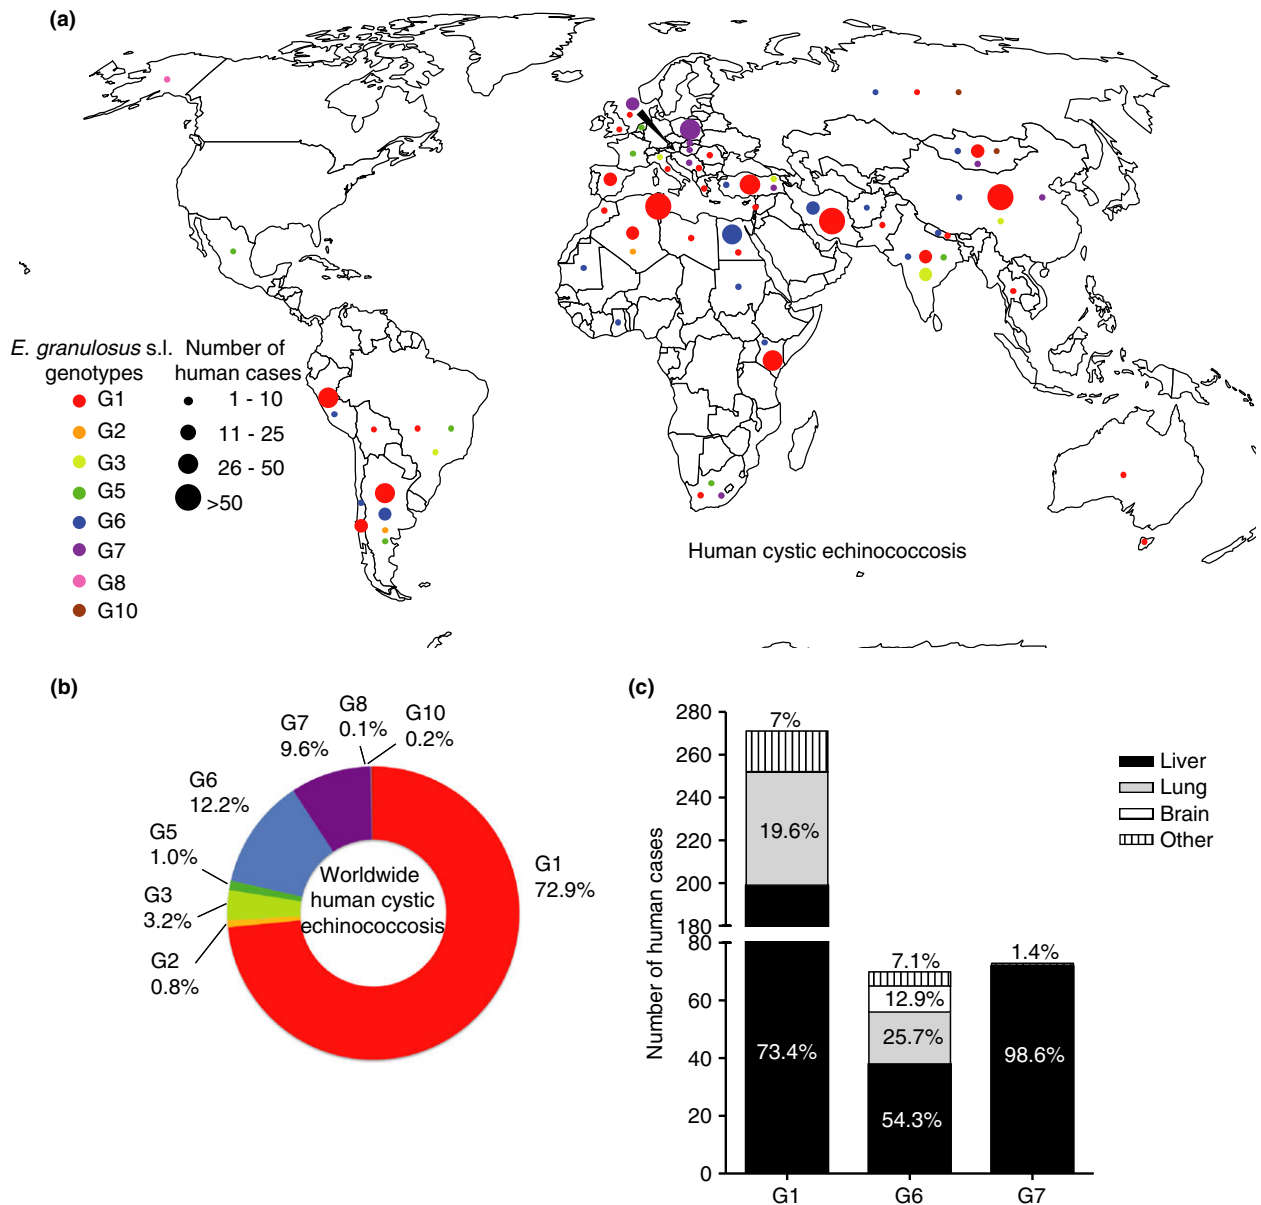 (a)
E. granulosus s.l.
genotypes
G1
G2
G3
G5
G6
G7
G8
G10
Number of
human cases
1 - 10
11 - 25
26 - 50
>50
Human cystic echinococcosis
(b)
G8
0.1%
G10
0.2%
G7
9.6%
G6
12.2%
G5
1.0%
G3
3.2%
G2
0.8%
G1
72.9%
Worldwide
human cystic
echinococcosis
(c)
Number of human cases
280
260
240
220
200
180
80
60
40
20
0
7%
19.6%
73.4%
7.1%
12.9%
25.7%
54.3%
1.4%
98.6%
G1
G6
G7
Liver
Lung
Brain
Other